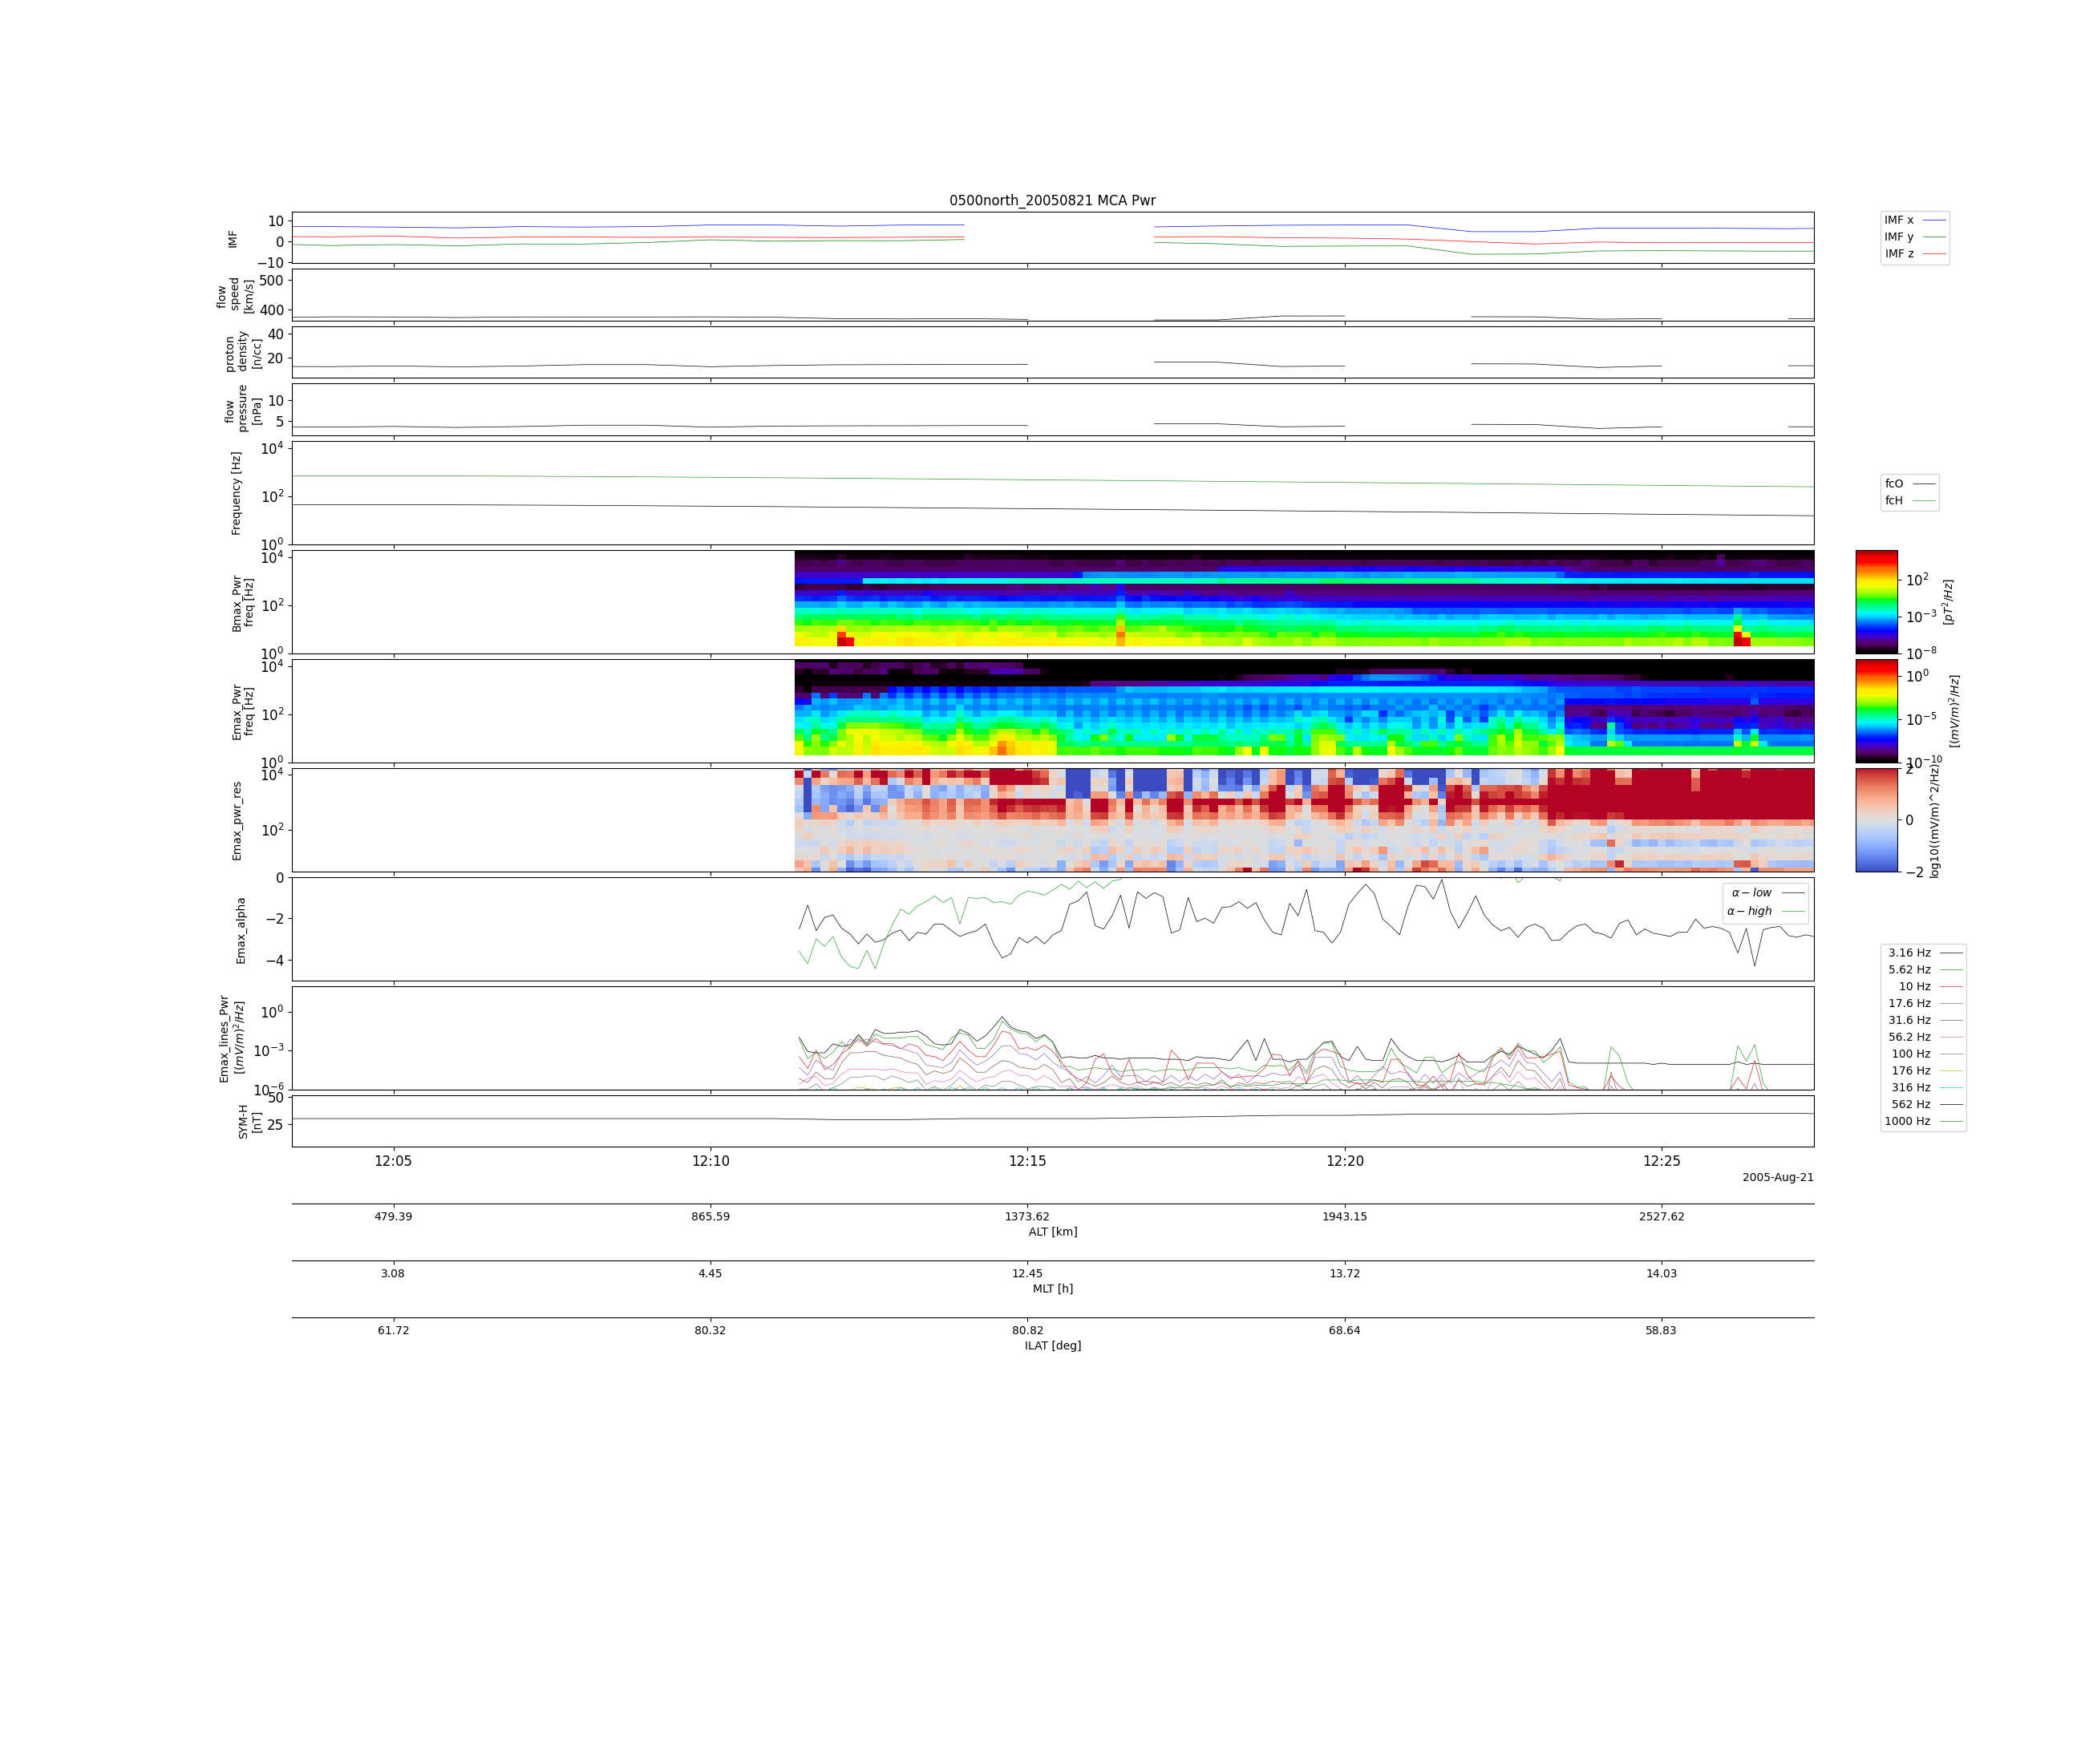 0500north_20050821 MCA Pwr
10
0
−10
IMF
IMF x
IMF y
IMF z
500
400
flow
speed
[km/s]
40
20
proton
density
[n/cc]
10
5
flow
pressure
[nPa]
10^4
10^2
10^0
Frequency [Hz]
fcO
fcH
10^4
10^2
10^0
Bmax_Pwr
freq [Hz]
10^2
10^−3
10^−8
[pT^2/Hz]
10^4
10^2
10^0
Emax_Pwr
freq [Hz]
10^0
10^−5
10^−10
[(mV/m)^2/Hz]
10^4
10^2
Emax_pwr_res
2
0
−2
log10((mV/m)^2/Hz)
0
−2
−4
Emax_alpha
α − low
α − high
10^0
10^−3
10^−6
Emax_lines_Pwr
[(mV/m)^2/Hz]
3.16 Hz
5.62 Hz
10 Hz
17.6 Hz
31.6 Hz
56.2 Hz
100 Hz
176 Hz
316 Hz
562 Hz
1000 Hz
50
25
SYM-H
[nT]
12:05 12:10 12:15 12:20 12:25
2005-Aug-21
479.39 865.59 1373.62 1943.15 2527.62
ALT [km]
3.08 4.45 12.45 13.72 14.03
MLT [h]
61.72 80.32 80.82 68.64 58.83
ILAT [deg]